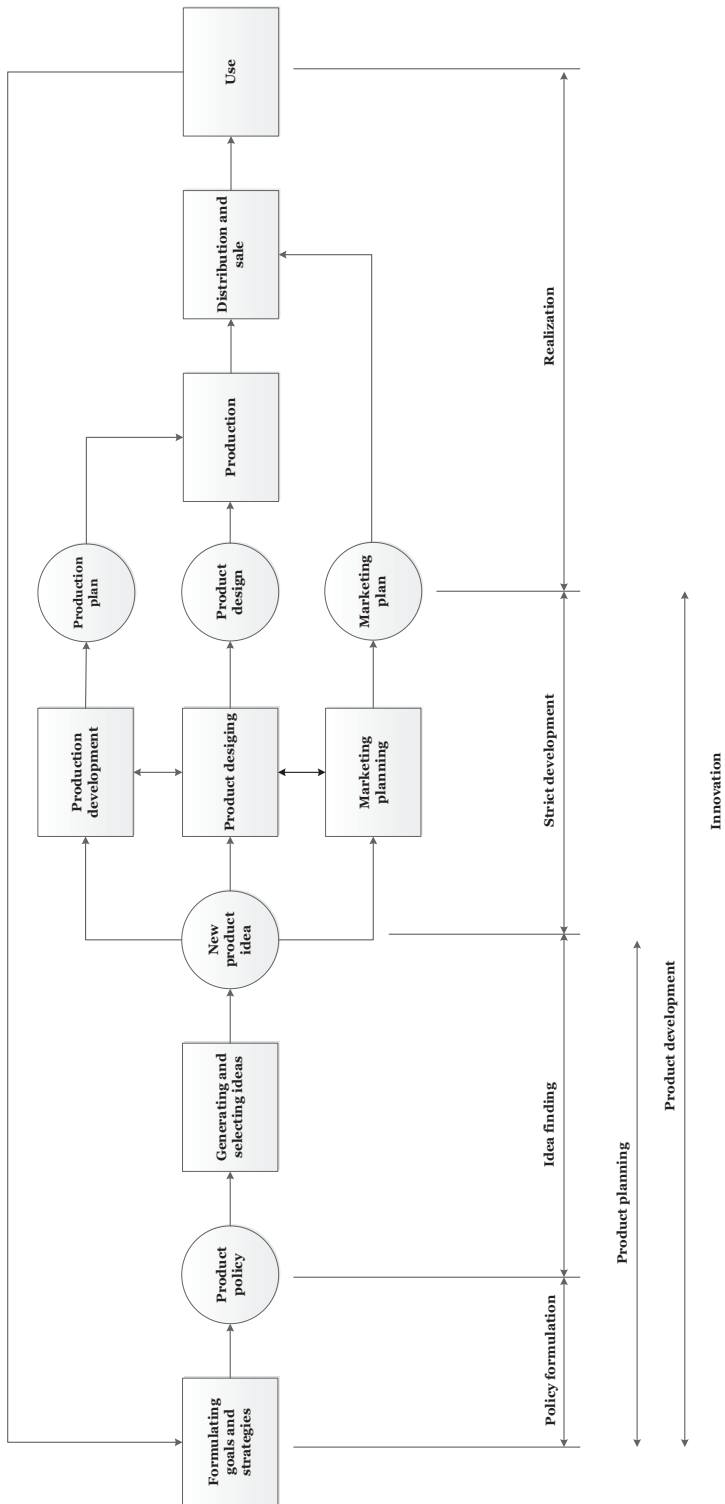 Formulating
goals and
strategies
Product
policy
Generating and
selecting ideas
New
product
idea
Production
development
Product desiging
Marketing
planning
Production
plan
Product
design
Marketing
plan
Production
Distribution and
sale
Use
Policy formulation
Idea finding
Strict development
Realization
Product planning
Product development
Innovation